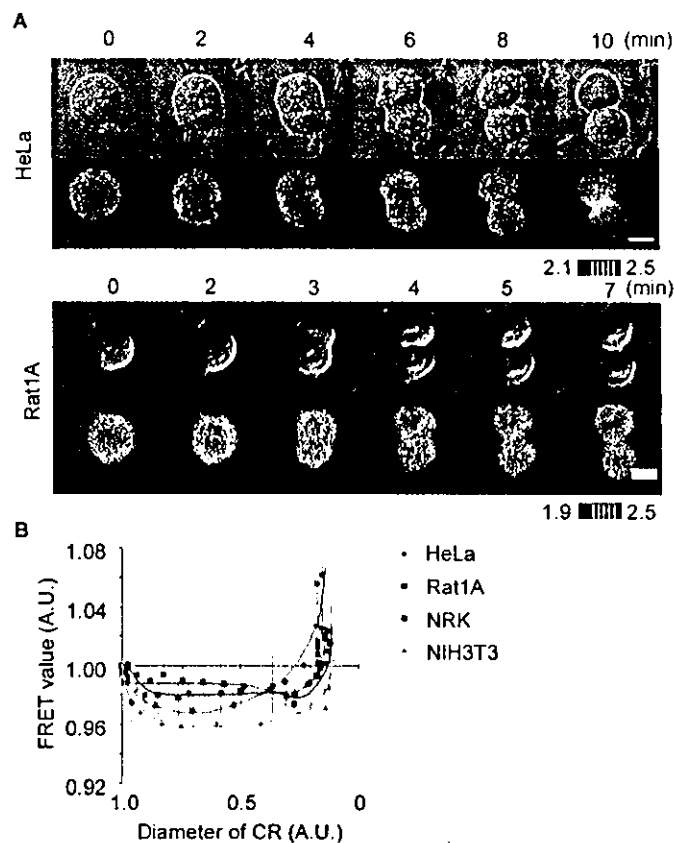 A
0 2 4 6 8 10 (min)
HeLa
2.1 2.5
0 2 3 4 5 7 (min)
Rat1A
1.9 2.5
B
1.08
1.04
1.00
0.96
0.92
FRET value (A.U.)
1.0 0.5 0
Diameter of CR (A.U.)
HeLa
Rat1A
NRK
NIH3T3